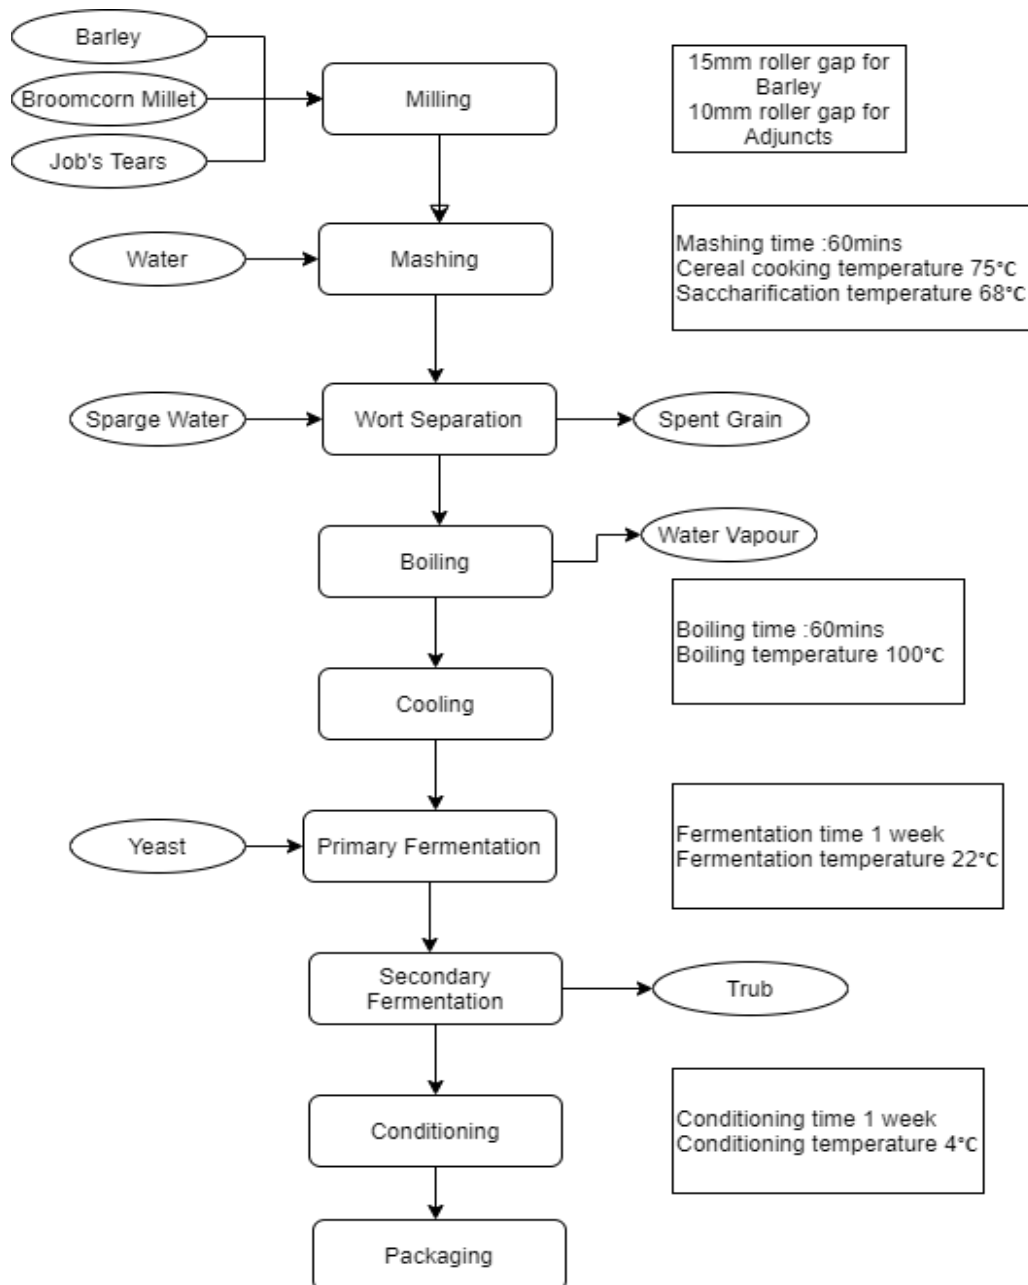 Barley
Broomcorn Millet
Job's Tears
Milling
15mm roller gap for
Barley
10mm roller gap for
Adjuncts
Water
Mashing
Mashing time :60mins
Cereal cooking temperature 75°C
Saccharification temperature 68°C
Sparge Water
Wort Separation
Spent Grain
Boiling
Water Vapour
Boiling time :60mins
Boiling temperature 100°C
Cooling
Yeast
Primary Fermentation
Fermentation time 1 week
Fermentation temperature 22°C
Secondary
Fermentation
Trub
Conditioning
Conditioning time 1 week
Conditioning temperature 4°C
Packaging